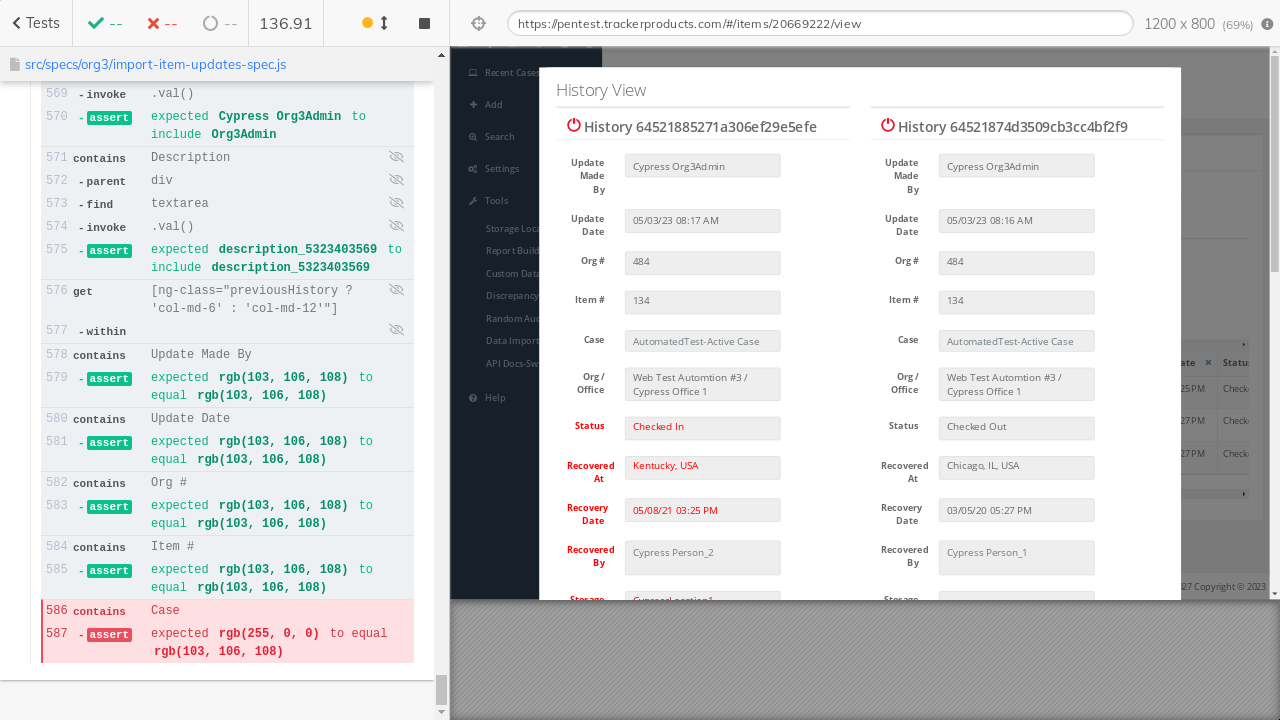 Tests
--
--
--
136.91
https://pentest.trackerproducts.com/#/items/20669222/view
1200 x 800 (69%)
src/specs/org3/import-item-updates-spec.js
569 - invoke .val()
570 - assert expected Cypress Org3Admin to
include Org3Admin
571 contains Description
572 - parent div
573 - find textarea
574 - invoke .val()
575 - assert expected description_5323403569 to
include description_5323403569
576 get [ng-class="previousHistory ?
'col-md-6' : 'col-md-12'"]
577 - within
578 contains Update Made By
579 - assert expected rgb(103, 106, 108) to
equal rgb(103, 106, 108)
580 contains Update Date
581 - assert expected rgb(103, 106, 108) to
equal rgb(103, 106, 108)
582 contains Org #
583 - assert expected rgb(103, 106, 108) to
equal rgb(103, 106, 108)
584 contains Item #
585 - assert expected rgb(103, 106, 108) to
equal rgb(103, 106, 108)
586 contains Case
587 - assert expected rgb(255, 0, 0) to equal
rgb(103, 106, 108)
Recent Cases
Add
Search
Settings
Tools
Storage Loca
Report Build
Custom Data
Discrepancy
Random Aud
Data Import
API Docs-Sw
Help
History View
History 64521885271a306ef29e5efe
Update Made By
Cypress Org3Admin
Update Date
05/03/23 08:17 AM
Org #
484
Item #
134
Case
AutomatedTest-Active Case
Org / Office
Web Test Automtion #3 /
Cypress Office 1
Status
Checked In
Recovered At
Kentucky, USA
Recovery Date
05/08/21 03:25 PM
Recovered By
Cypress Person_2
Storage
CypressLocation1
History 64521874d3509cb3cc4bf2f9
Update Made By
Cypress Org3Admin
Update Date
05/03/23 08:16 AM
Org #
484
Item #
134
Case
AutomatedTest-Active Case
Org / Office
Web Test Automtion #3 /
Cypress Office 1
Status
Checked Out
Recovered At
Chicago, IL, USA
Recovery Date
03/05/20 05:27 PM
Recovered By
Cypress Person_1
Storage
ate
Statu
25PM Check
27PM Check
27PM Check
27 Copyright © 2023